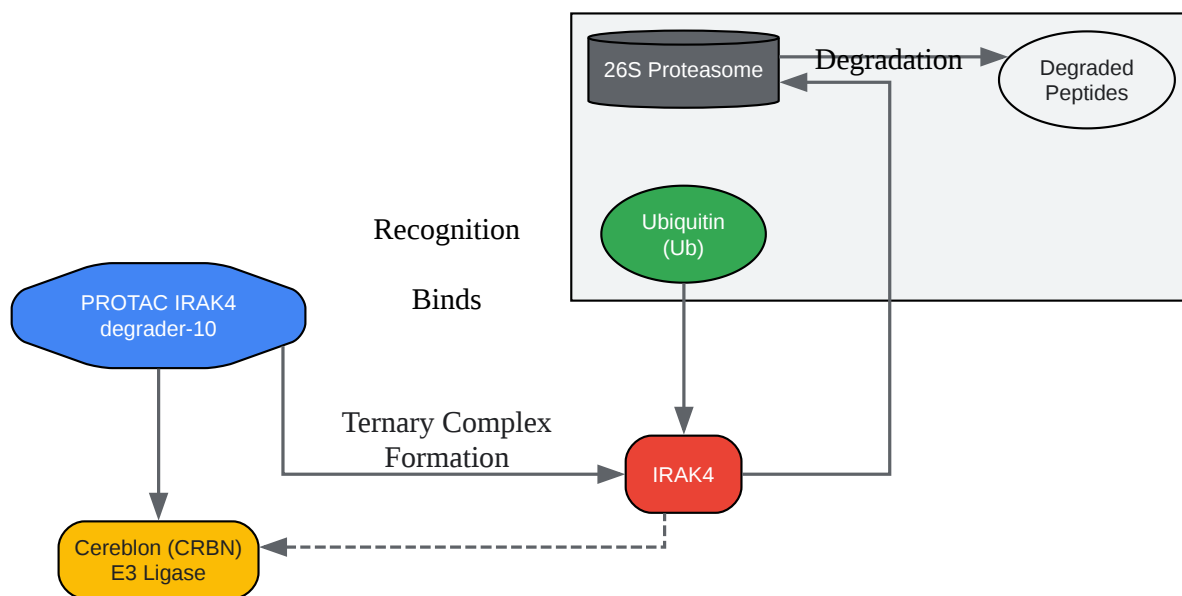 26S Proteasome
Degradation
Degraded
Peptides
Ubiquitin
(Ub)
Recognition
Binds
PROTAC IRAK4
degrader-10
Ternary Complex
Formation
IRAK4
Cereblon (CRBN)
E3 Ligase